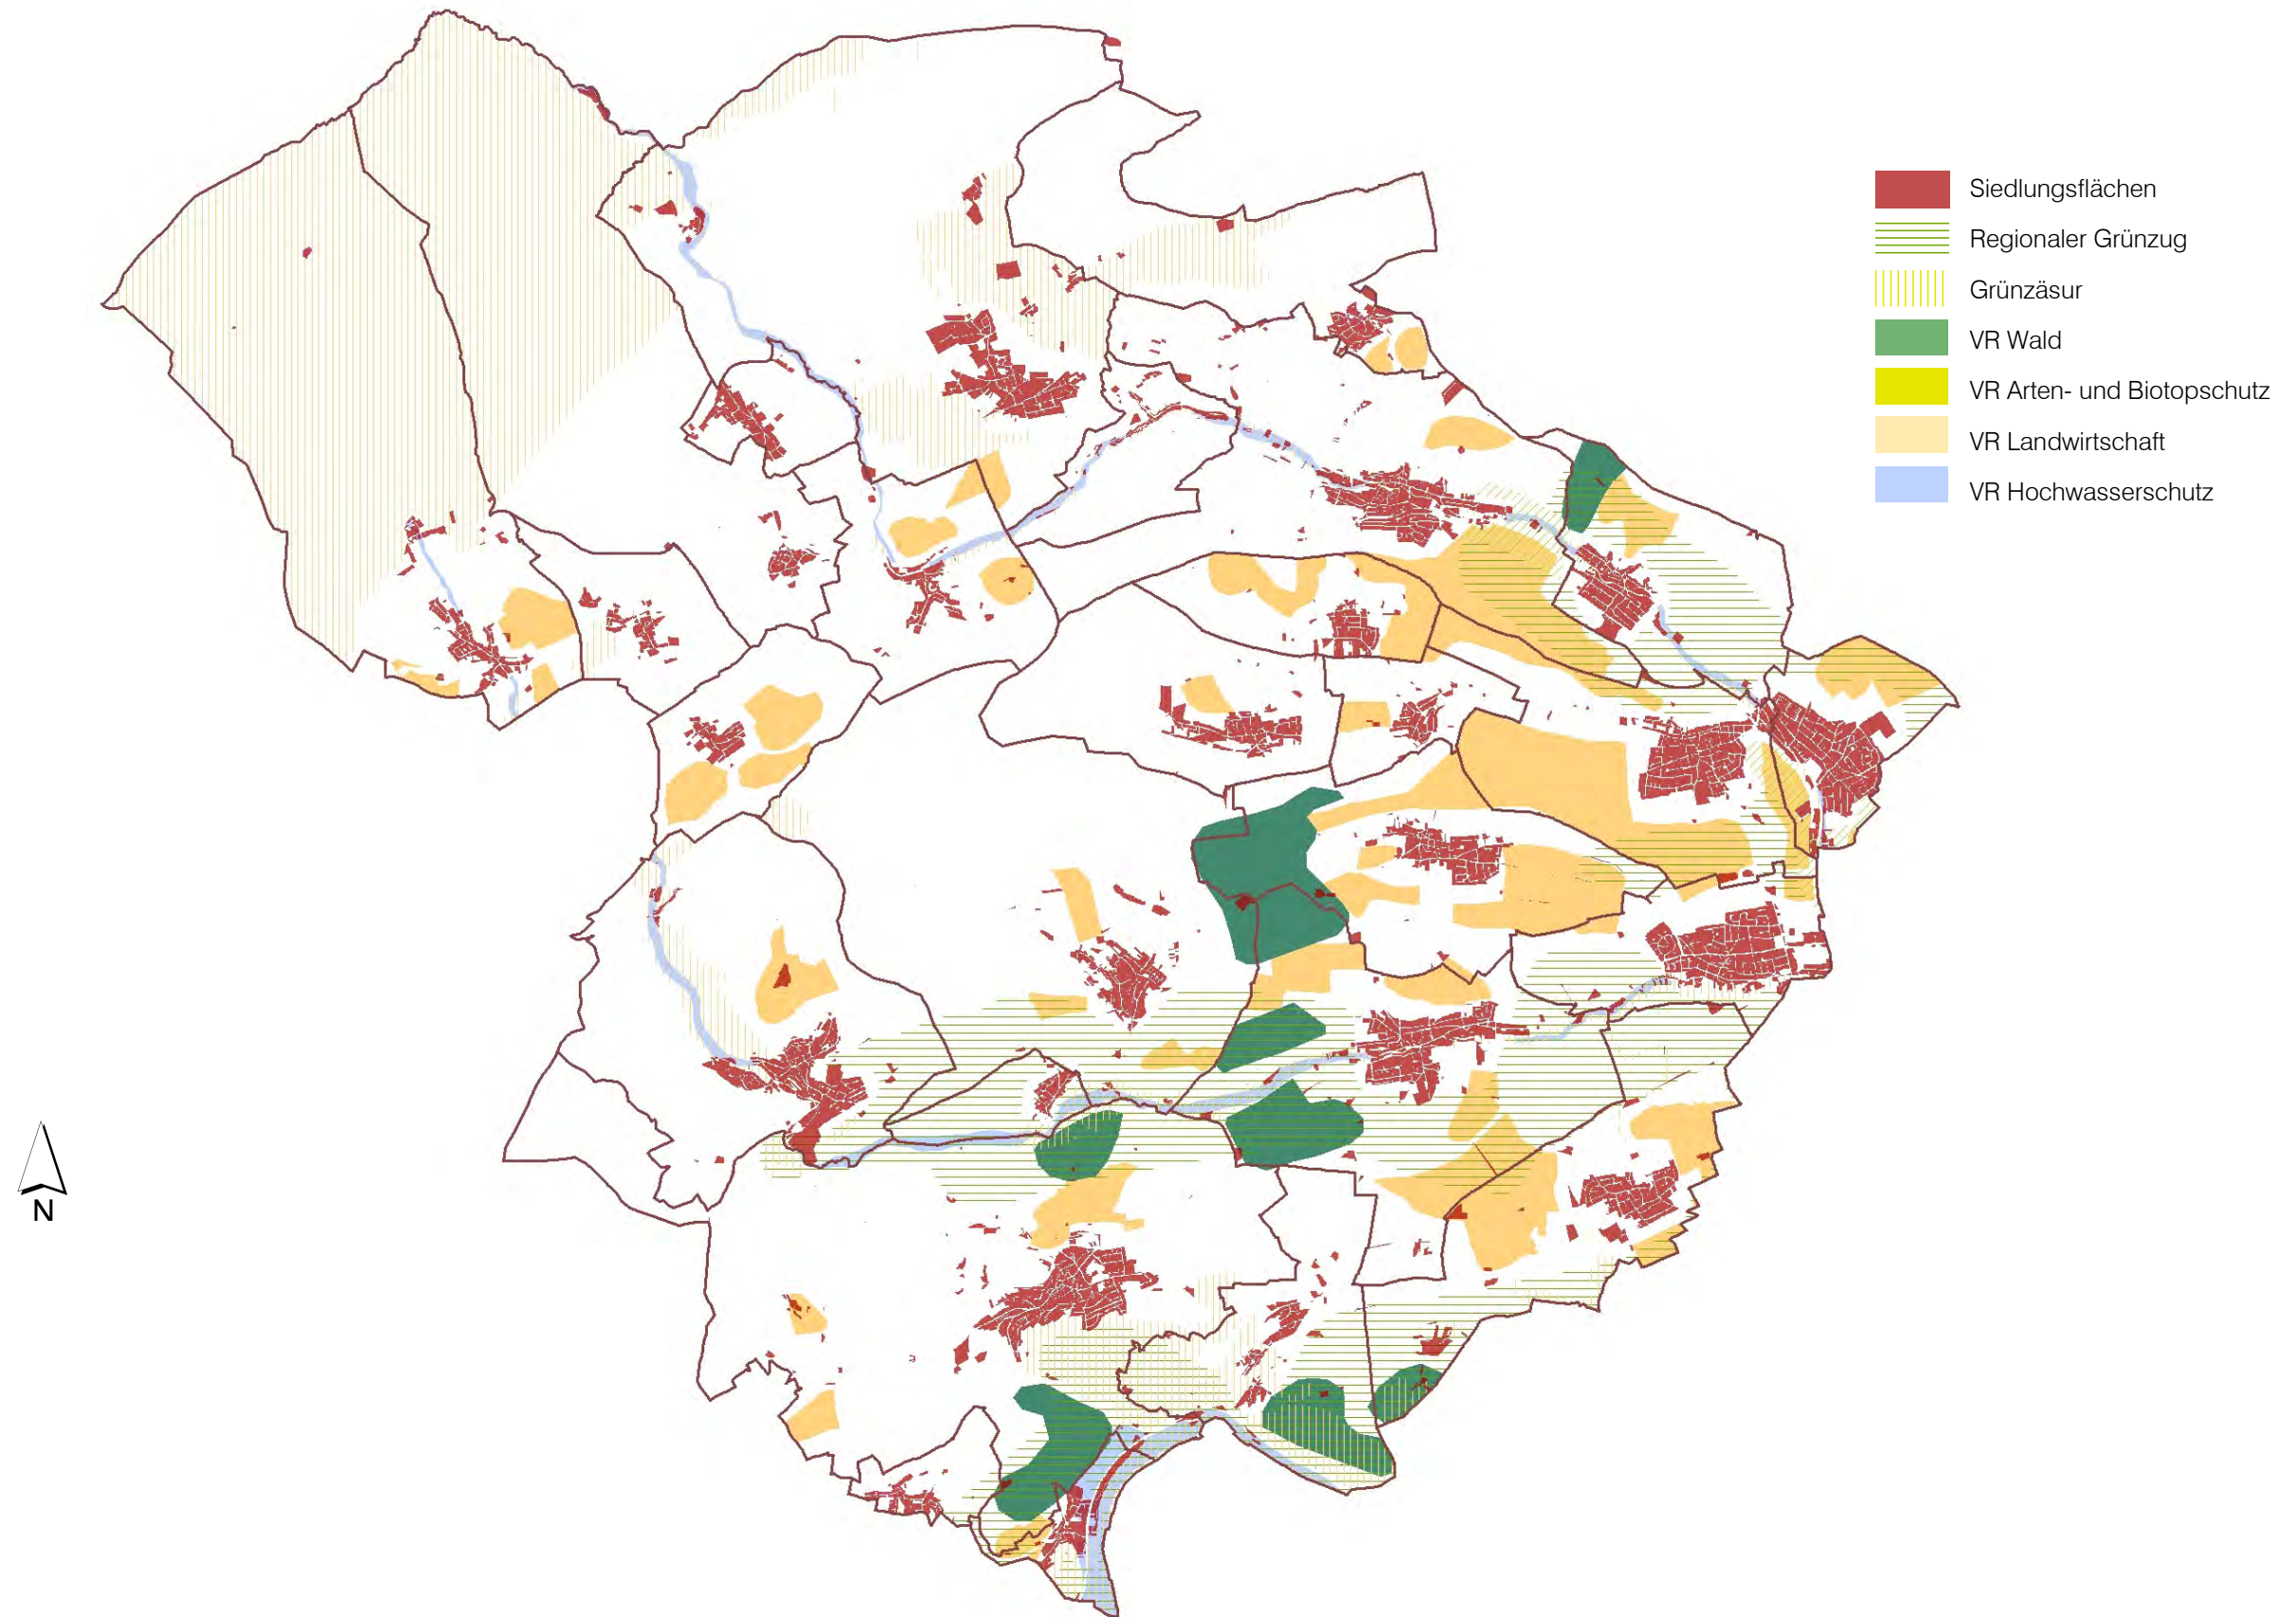 Siedlungsflächen
Regionaler Grünzug
Grünzäsur
VR Wald
VR Arten- und Biotopschutz
VR Landwirtschaft
VR Hochwasserschutz
N